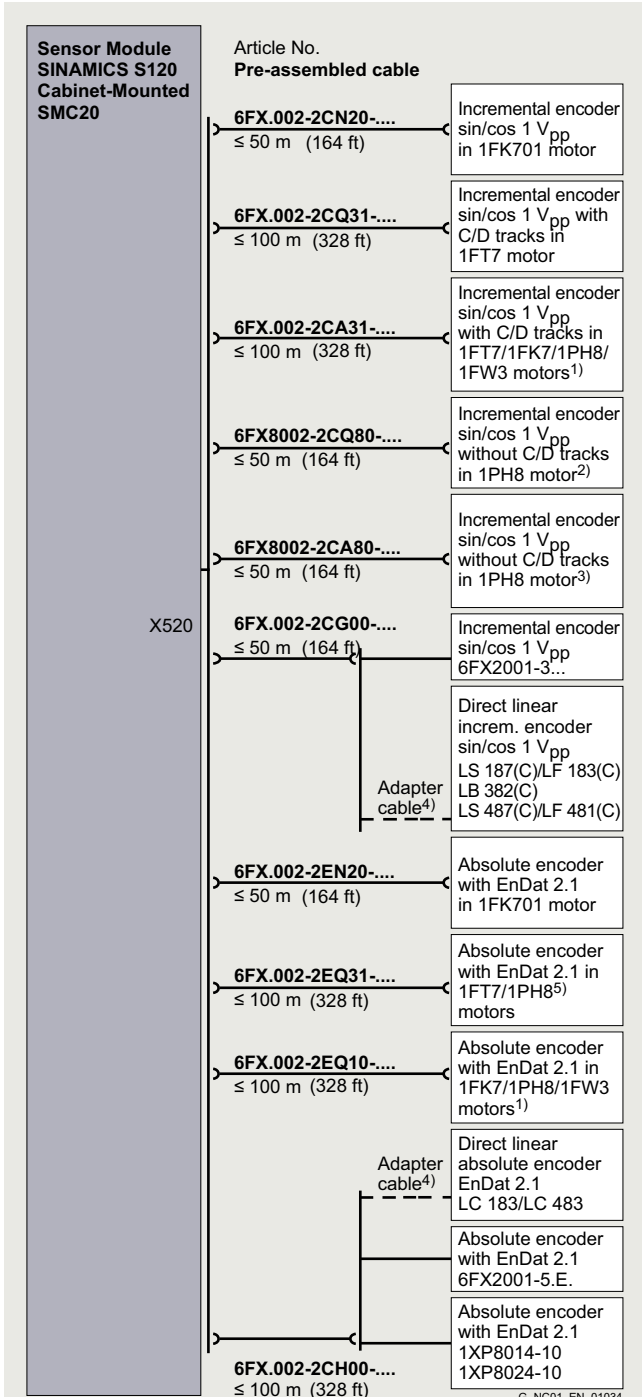 Sensor Module
SINAMICS S120
Cabinet-Mounted
SMC20
Article No.
Pre-assembled cable
6FX.002-2CN20-....
≤ 50 m (164 ft)
Incremental encoder
sin/cos 1 Vpp
in 1FK701 motor
6FX.002-2CQ31-....
≤ 100 m (328 ft)
Incremental encoder
sin/cos 1 Vpp with
C/D tracks in
1FT7 motor
6FX.002-2CA31-....
≤ 100 m (328 ft)
Incremental encoder
sin/cos 1 Vpp
with C/D tracks in
1FT7/1FK7/1PH8/
1FW3 motors1)
6FX8002-2CQ80-....
≤ 50 m (164 ft)
Incremental encoder
sin/cos 1 Vpp
without C/D tracks
in 1PH8 motor2)
6FX8002-2CA80-....
≤ 50 m (164 ft)
Incremental encoder
sin/cos 1 Vpp
without C/D tracks
in 1PH8 motor3)
X520
6FX.002-2CG00-....
≤ 50 m (164 ft)
Incremental encoder
sin/cos 1 Vpp
6FX2001-3...
Adapter
cable4)
Direct linear
increm. encoder
sin/cos 1 Vpp
LS 187(C)/LF 183(C)
LB 382(C)
LS 487(C)/LF 481(C)
6FX.002-2EN20-....
≤ 50 m (164 ft)
Absolute encoder
with EnDat 2.1
in 1FK701 motor
6FX.002-2EQ31-....
≤ 100 m (328 ft)
Absolute encoder
with EnDat 2.1 in
1FT7/1PH85)
motors
6FX.002-2EQ10-....
≤ 100 m (328 ft)
Absolute encoder
with EnDat 2.1 in
1FK7/1PH8/1FW3
motors1)
Adapter
cable4)
Direct linear
absolute encoder
EnDat 2.1
LC 183/LC 483
Absolute encoder
with EnDat 2.1
6FX2001-5.E.
6FX.002-2CH00-....
≤ 100 m (328 ft)
Absolute encoder
with EnDat 2.1
1XP8014-10
1XP8024-10
G_NC01_EN_01034